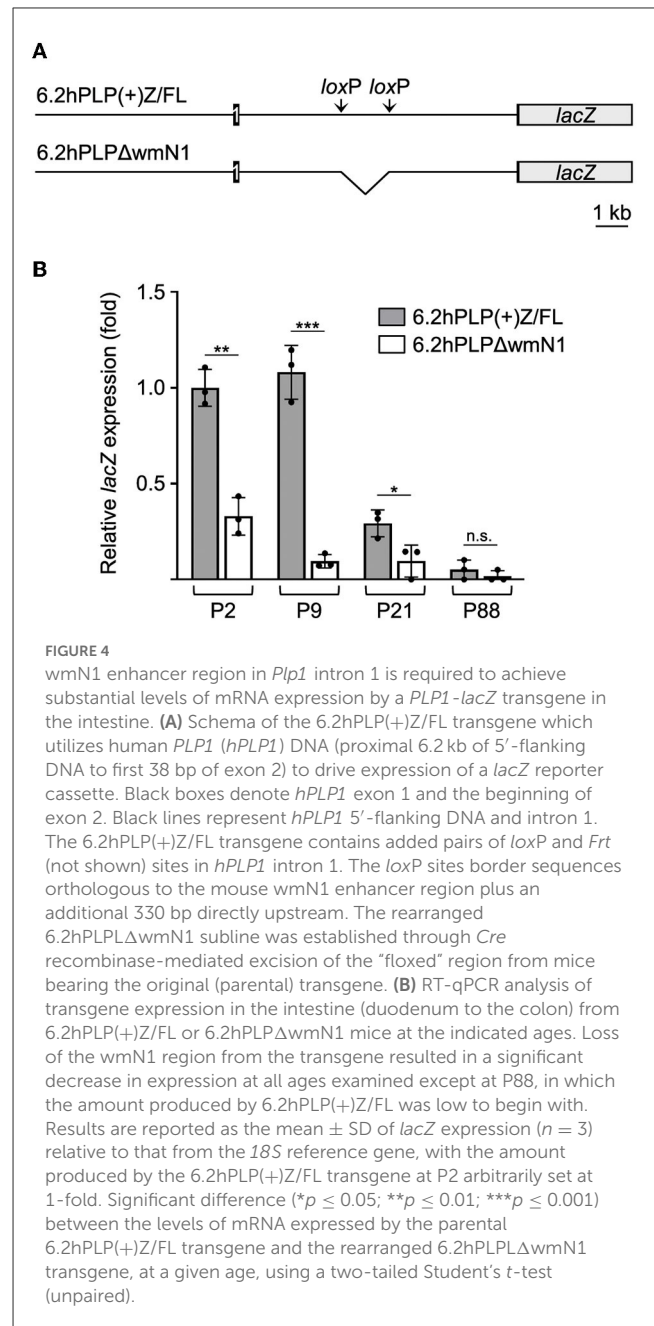 A
6.2hPLP(+)Z/FL
loxP loxP
lacZ
6.2hPLPΔwmN1
lacZ
1 kb
B
Relative lacZ expression (fold)
1.5
1.0
0.5
6.2hPLP(+)Z/FL
6.2hPLPΔwmN1
** *** * n.s.
P2 P9 P21 P88
FIGURE 4
wmN1 enhancer region in Plp1 intron 1 is required to achieve
substantial levels of mRNA expression by a PLP1-lacZ transgene in
the intestine. (A) Schema of the 6.2hPLP(+)Z/FL transgene which
utilizes human PLP1 (hPLP1) DNA (proximal 6.2 kb of 5′-flanking
DNA to first 38 bp of exon 2) to drive expression of a lacZ reporter
cassette. Black boxes denote hPLP1 exon 1 and the beginning of
exon 2. Black lines represent hPLP1 5′-flanking DNA and intron 1.
The 6.2hPLP(+)Z/FL transgene contains added pairs of loxP and Frt
(not shown) sites in hPLP1 intron 1. The loxP sites border sequences
orthologous to the mouse wmN1 enhancer region plus an
additional 330 bp directly upstream. The rearranged
6.2hPLPLΔwmN1 subline was established through Cre
recombinase-mediated excision of the “floxed” region from mice
bearing the original (parental) transgene. (B) RT-qPCR analysis of
transgene expression in the intestine (duodenum to the colon) from
6.2hPLP(+)Z/FL or 6.2hPLPΔwmN1 mice at the indicated ages. Loss
of the wmN1 region from the transgene resulted in a significant
decrease in expression at all ages examined except at P88, in which
the amount produced by 6.2hPLP(+)Z/FL was low to begin with.
Results are reported as the mean ± SD of lacZ expression (n = 3)
relative to that from the 18S reference gene, with the amount
produced by the 6.2hPLP(+)Z/FL transgene at P2 arbitrarily set at
1-fold. Significant difference (*p ≤ 0.05; **p ≤ 0.01; ***p ≤ 0.001)
between the levels of mRNA expressed by the parental
6.2hPLP(+)Z/FL transgene and the rearranged 6.2hPLPLΔwmN1
transgene, at a given age, using a two-tailed Student’s t-test
(unpaired).